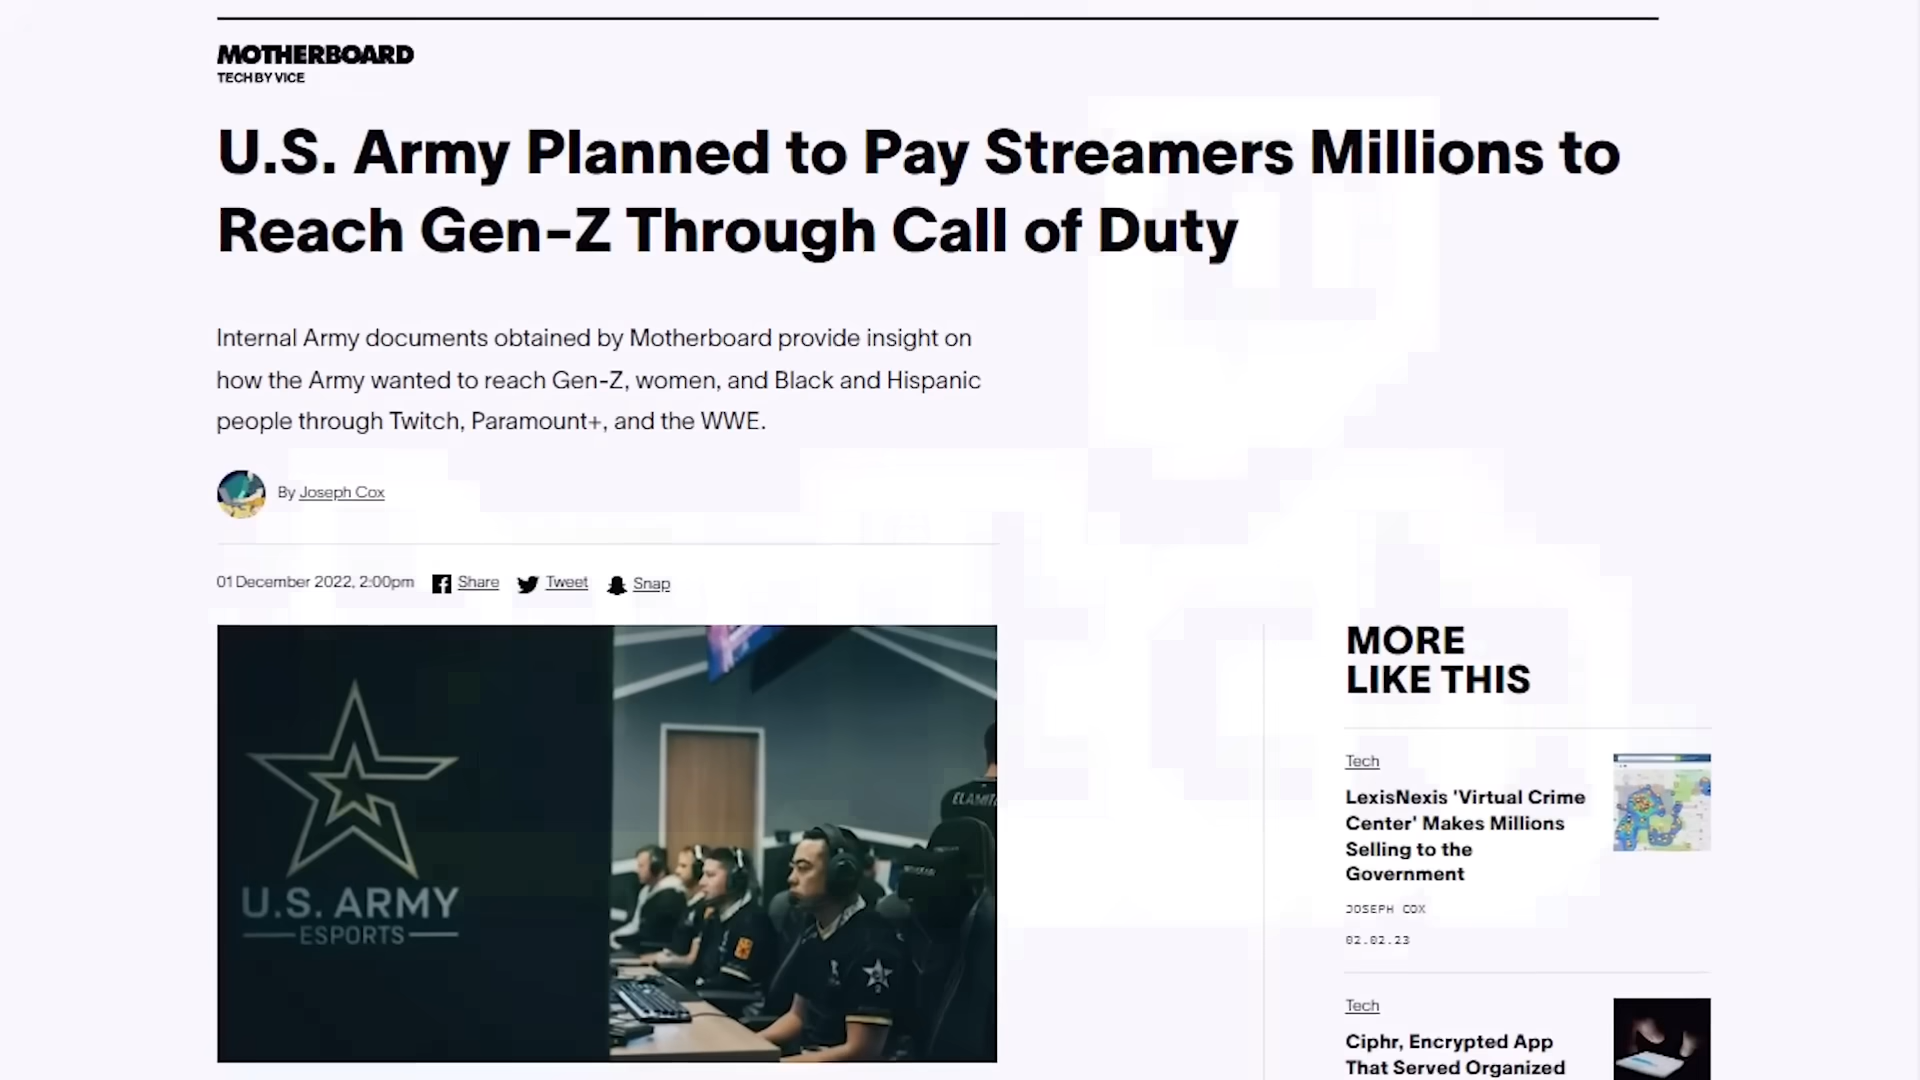 MOTHERBOARD
TECH BY VICE
U.S. Army Planned to Pay Streamers Millions to
Reach Gen-Z Through Call of Duty
Internal Army documents obtained by Motherboard provide insight on
how the Army wanted to reach Gen-Z, women, and Black and Hispanic
people through Twitch, Paramount+, and the WWE.
By Joseph Cox
01 December 2022, 2:00pm Share Tweet Snap
U.S. ARMY
ESPORTS
MORE
LIKE THIS
Tech
LexisNexis 'Virtual Crime
Center' Makes Millions
Selling to the
Government
JOSEPH COX
02.02.23
Tech
Ciphr, Encrypted App
That Served Organized